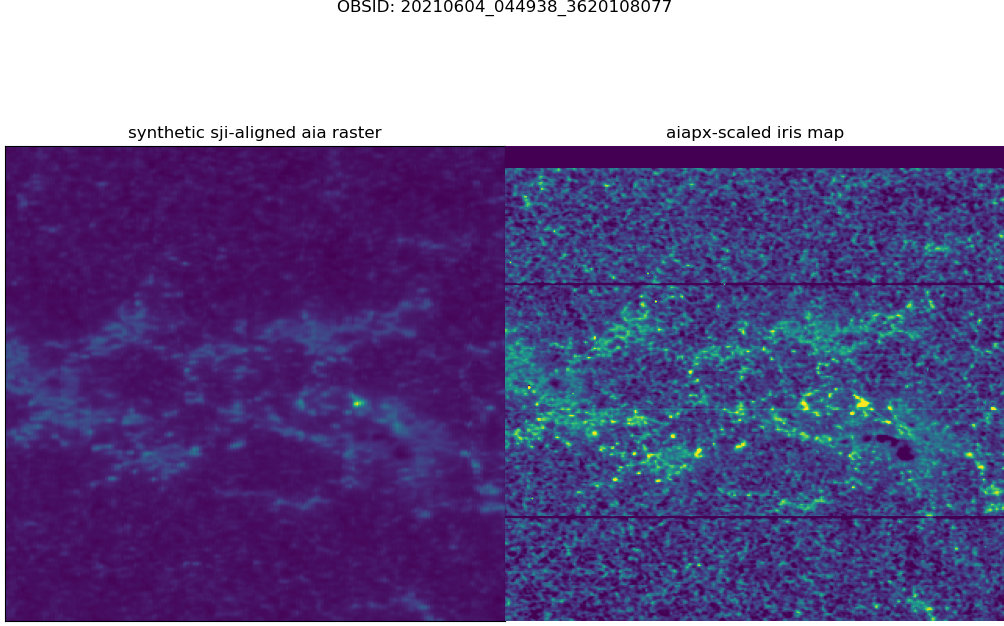 OBSID: 20210604_044938_3620108077
synthetic sji-aligned aia raster
aiapx-scaled iris map